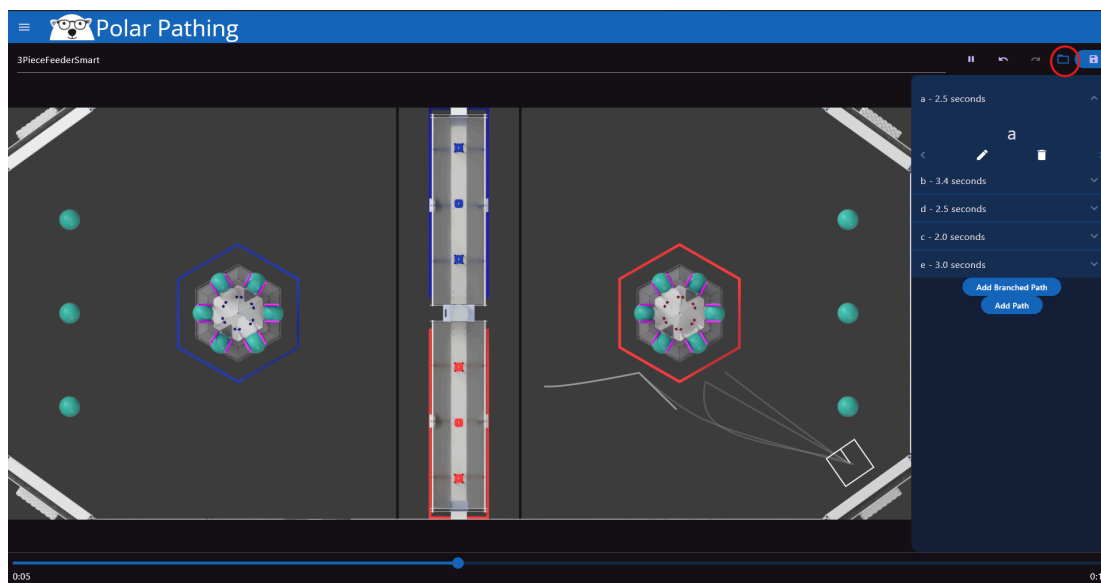 Polar Pathing
3PieceFeederSmart
a - 2.5 seconds
a
b - 3.4 seconds
d - 2.5 seconds
c - 2.0 seconds
e - 3.0 seconds
Add Branched Path
Add Path
0:05